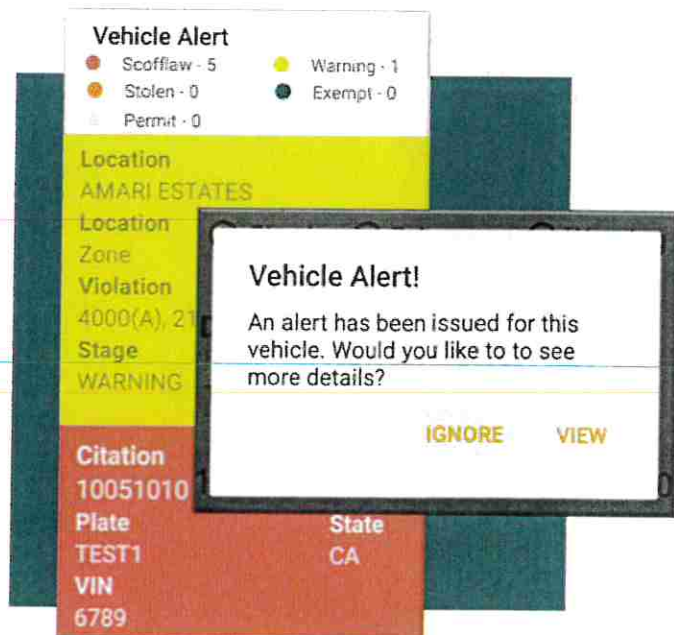 Vehicle Alert
Scofflaw - 5
Warning - 1
Stolen - 0
Exempt - 0
Permit - 0
Location
AMARI ESTATES
Location
Zone
Violation
4000(A), 21
Stage
WARNING
Vehicle Alert!
An alert has been issued for this
vehicle. Would you like to to see
more details?
IGNORE VIEW
Citation
10051010
Plate State
TEST1 CA
VIN
6789